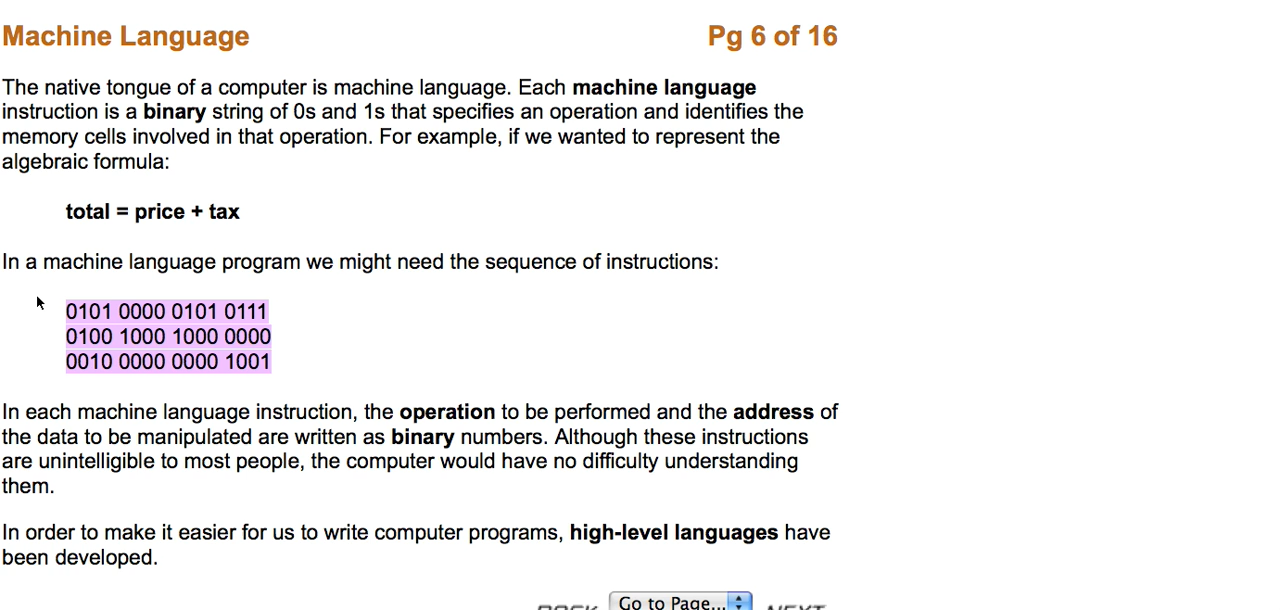 Machine Language Pg 6 of 16
The native tongue of a computer is machine language. Each machine language
instruction is a binary string of 0s and 1s that specifies an operation and identifies the
memory cells involved in that operation. For example, if we wanted to represent the
algebraic formula:
total = price + tax
In a machine language program we might need the sequence of instructions:
0101 0000 0101 0111
0100 1000 1000 0000
0010 0000 0000 1001
In each machine language instruction, the operation to be performed and the address of
the data to be manipulated are written as binary numbers. Although these instructions
are unintelligible to most people, the computer would have no difficulty understanding
them.
In order to make it easier for us to write computer programs, high-level languages have
been developed.
Go to Page... NEXT